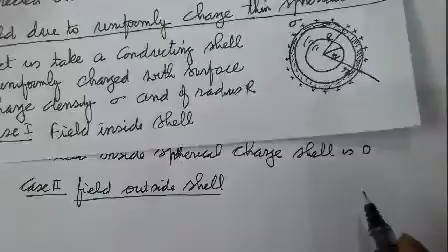 ld due to uniformly charge thin spheri
et us take a conducting shell
uniformly charged with surface
charge density σ and of radius R
ase I Field inside shell
inside spherical charge shell is 0
Case II field outside shell
σ
R